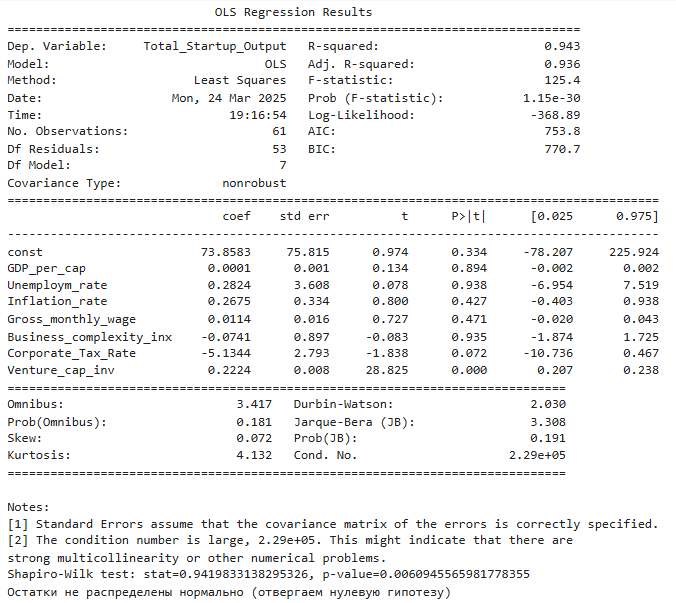 OLS Regression Results
==============================================================================
Dep. Variable:     Total_Startup_Output   R-squared:                       0.943
Model:                            OLS   Adj. R-squared:                  0.936
Method:                 Least Squares   F-statistic:                     125.4
Date:                Mon, 24 Mar 2025   Prob (F-statistic):           1.15e-30
Time:                        19:16:54   Log-Likelihood:                -368.89
No. Observations:                  61   AIC:                             753.8
Df Residuals:                      53   BIC:                             770.7
Df Model:                           7
Covariance Type:            nonrobust
==========================================================================================
coef    std err          t      P>|t|      [0.025      0.975]
------------------------------------------------------------------------------------------
const                     73.8583     75.815      0.974      0.334     -78.207     225.924
GDP_per_cap                0.0001      0.001      0.134      0.894      -0.002       0.002
Unemploym_rate             0.2824      3.608      0.078      0.938      -6.954       7.519
Inflation_rate             0.2675      0.334      0.800      0.427      -0.403       0.938
Gross_monthly_wage         0.0114      0.016      0.727      0.471      -0.020       0.043
Business_complexity_inx   -0.0741      0.897     -0.083      0.935      -1.874       1.725
Corporate_Tax_Rate        -5.1344      2.793     -1.838      0.072     -10.736       0.467
Venture_cap_inv            0.2224      0.008     28.825      0.000       0.207       0.238
==============================================================================
Omnibus:                        3.417   Durbin-Watson:                   2.030
Prob(Omnibus):                  0.181   Jarque-Bera (JB):                3.308
Skew:                           0.072   Prob(JB):                        0.191
Kurtosis:                       4.132   Cond. No.                     2.29e+05
==============================================================================
Notes:
[1] Standard Errors assume that the covariance matrix of the errors is correctly specified.
[2] The condition number is large, 2.29e+05. This might indicate that there are
strong multicollinearity or other numerical problems.
Shapiro-Wilk test: stat=0.9419833138295326, p-value=0.0060945565981778355
Остатки не распределены нормально (отвергаем нулевую гипотезу)